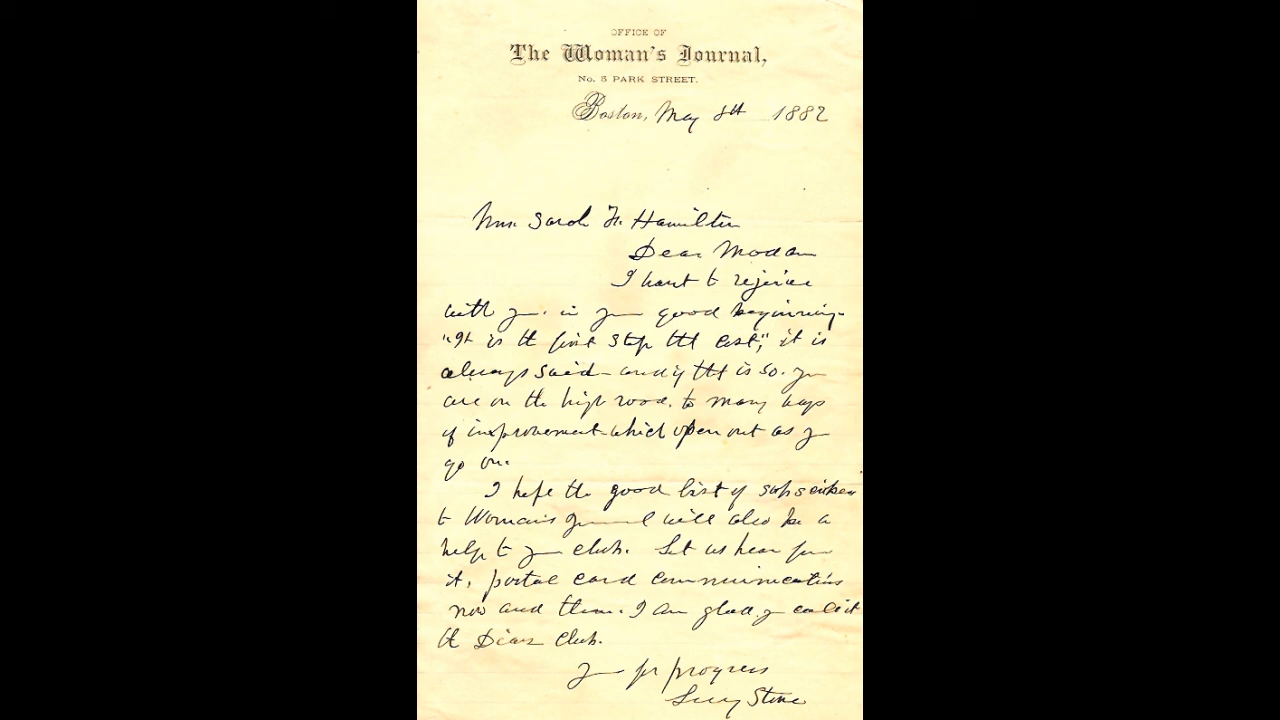 OFFICE OF
The Woman's Journal,
No. 5 PARK STREET.
Boston, May 8th 1882
Mrs. Sarah F. Hamilton
Dear Madam
I want to rejoice
with you in your good beginning.
"It is the first step tht cost", it is
always said - and if tht is so. you
are on the high road, to many ways
of improvement which open out as you
go on.
I hope the good list of subscribers
to Woman's Journal will also be a
help to your club. Let us hear from
it, postal card communications
now and then. I am glad you call it
the Club.
Yours for progress
Lucy Stone